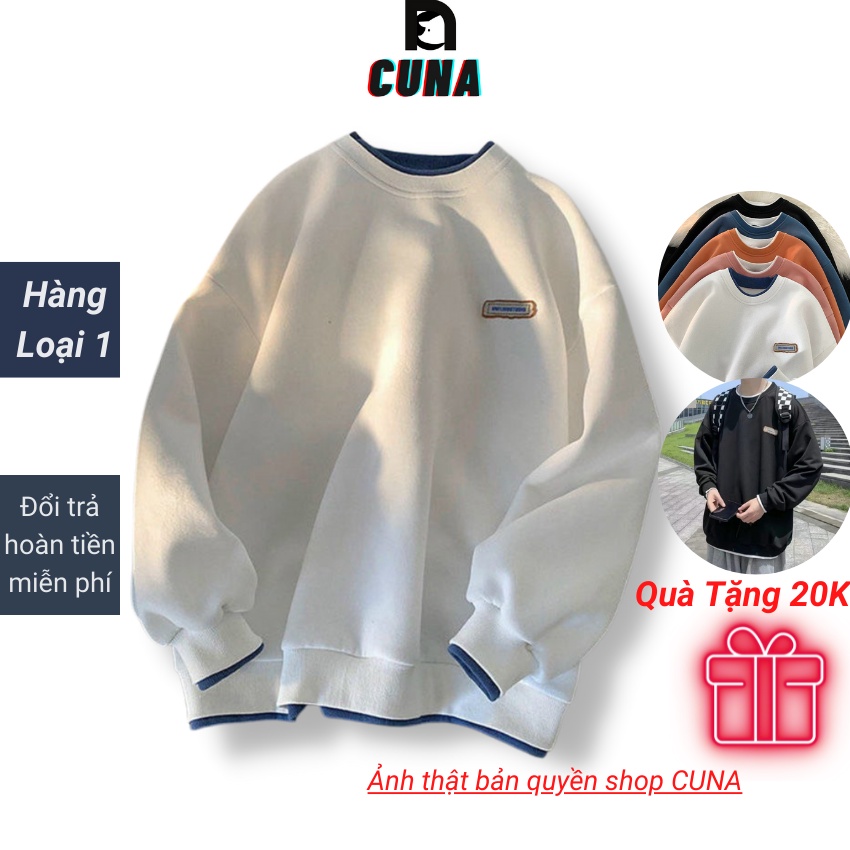 CUNA
Hàng
Loại 1
Đổi trả
hoàn tiền
miễn phí
Quà Tặng 20K
Ảnh thật bản quyền shop CUNA